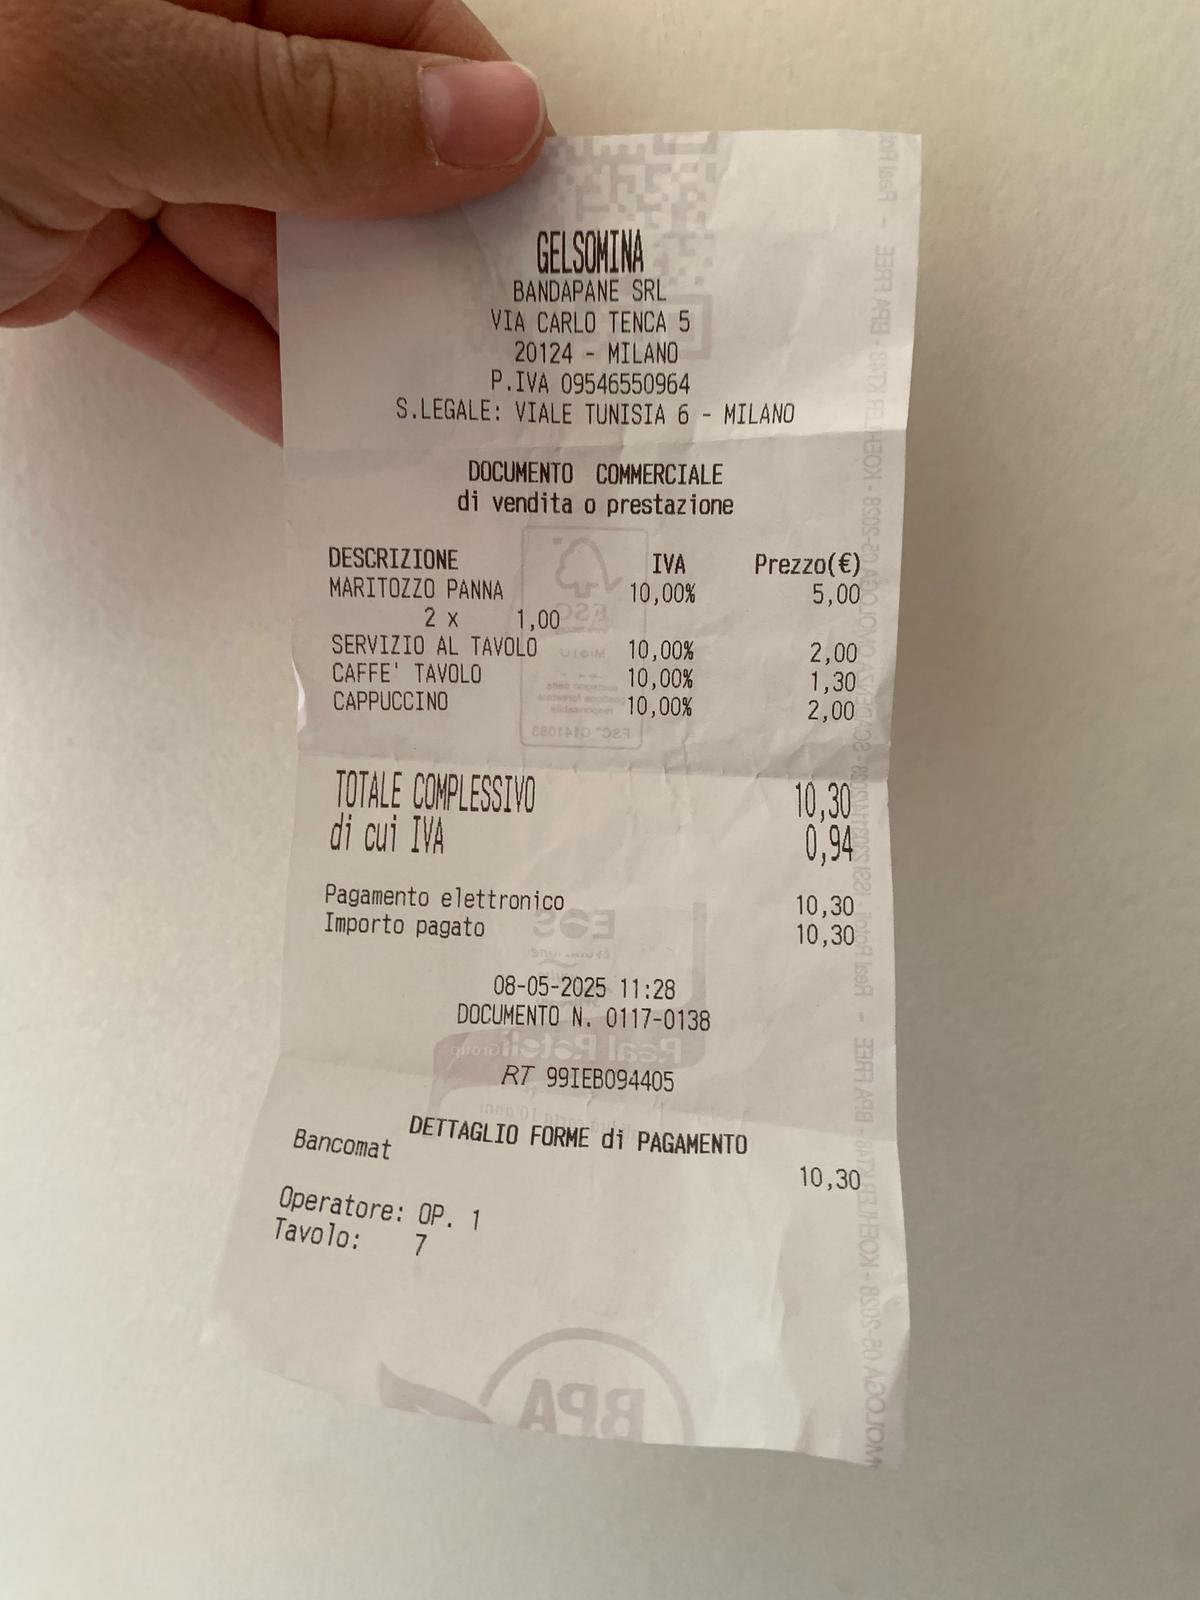 GELSOMINA
BANDAPANE SRL
VIA CARLO TENCA 5
20124 - MILANO
P.IVA 09546550964
S.LEGALE: VIALE TUNISIA 6 - MILANO
DOCUMENTO COMMERCIALE
di vendita o prestazione
DESCRIZIONE IVA Prezzo(€)
MARITOZZO PANNA 10,00% 5,00
2 x 1,00
SERVIZIO AL TAVOLO 10,00% 2,00
CAFFE' TAVOLO 10,00% 1,30
CAPPUCCINO 10,00% 2,00
TOTALE COMPLESSIVO 10,30
di cui IVA 0,94
Pagamento elettronico 10,30
Importo pagato 10,30
08-05-2025 11:28
DOCUMENTO N. 0117-0138
RT 99IEB094405
DETTAGLIO FORME di PAGAMENTO
Bancomat 10,30
Operatore: OP. 1
Tavolo: 7
BPA